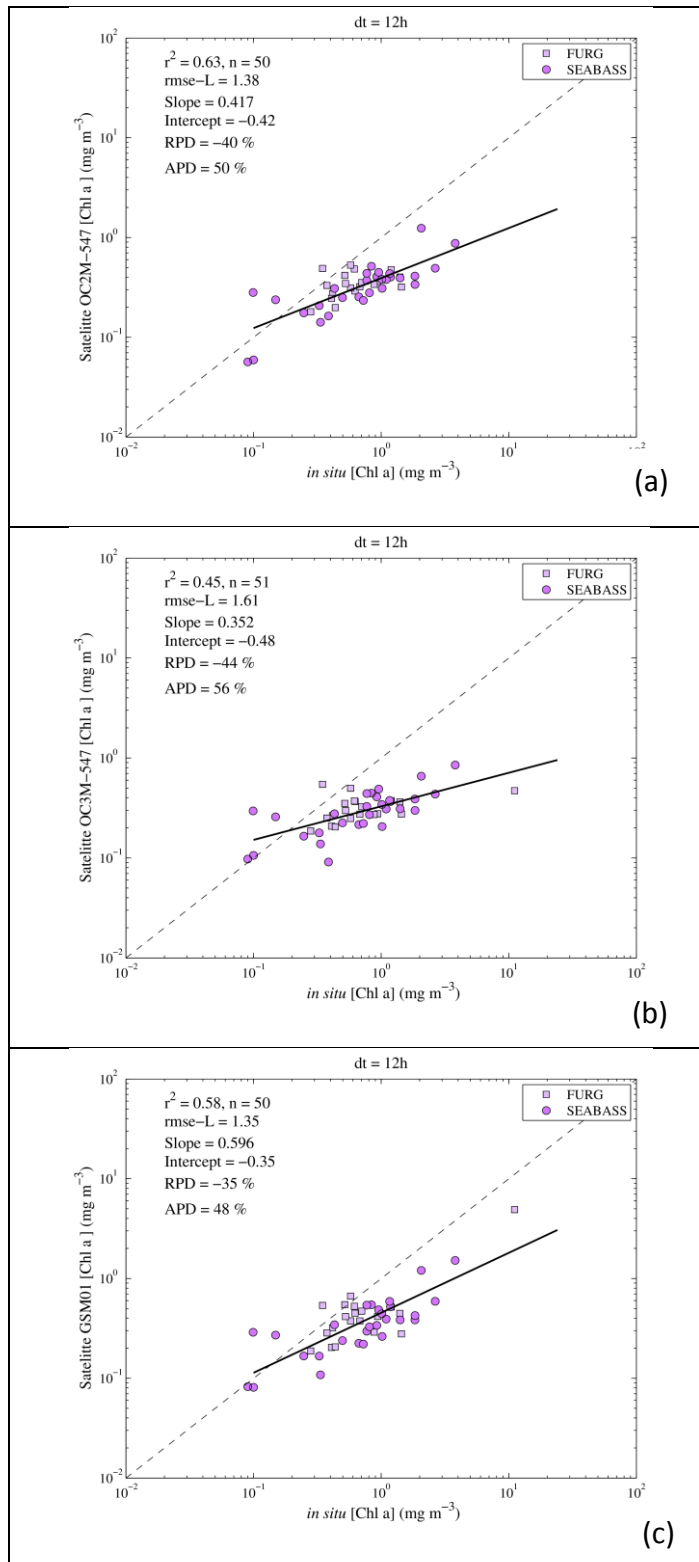 dt = 12h
r² = 0.63, n = 50
rmse−L = 1.38
Slope = 0.417
Intercept = −0.42
RPD = −40 %
APD = 50 %
FURG
SEABASS
Satelitte OC2M−547 [Chl a ] (mg m⁻³)
10²
10¹
10⁰
10⁻¹
10⁻²
10⁻² 10⁻¹ 10⁰ 10¹ 10²
in situ [Chl a] (mg m⁻³)
(a)
dt = 12h
r² = 0.45, n = 51
rmse−L = 1.61
Slope = 0.352
Intercept = −0.48
RPD = −44 %
APD = 56 %
FURG
SEABASS
Satelitte OC3M−547 [Chl a ] (mg m⁻³)
10²
10¹
10⁰
10⁻¹
10⁻²
10⁻² 10⁻¹ 10⁰ 10¹ 10²
in situ [Chl a] (mg m⁻³)
(b)
dt = 12h
r² = 0.58, n = 50
rmse−L = 1.35
Slope = 0.596
Intercept = −0.35
RPD = −35 %
APD = 48 %
FURG
SEABASS
Satelitte GSM01 [Chl a ] (mg m⁻³)
10²
10¹
10⁰
10⁻¹
10⁻²
10⁻² 10⁻¹ 10⁰ 10¹ 10²
in situ [Chl a] (mg m⁻³)
(c)